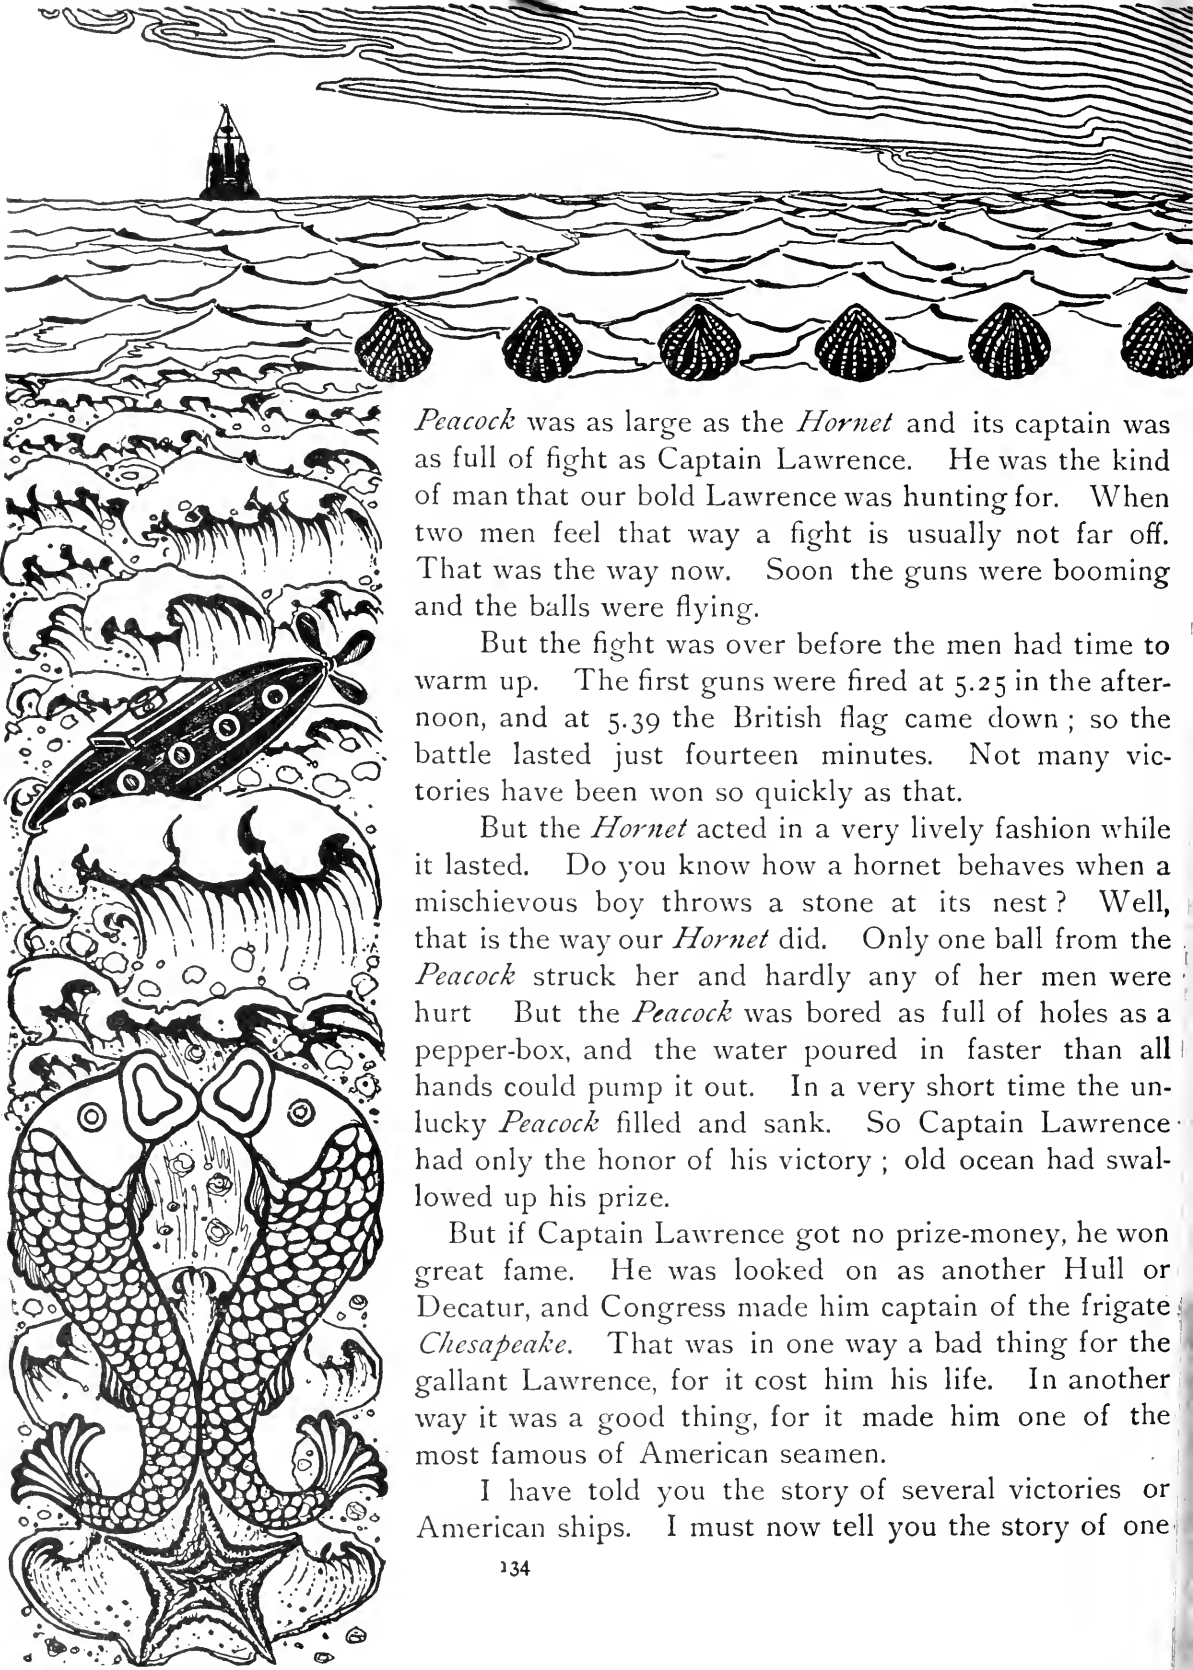 Peacock was as large as the Hornet and its captain was
as full of fight as Captain Lawrence. He was the kind
of man that our bold Lawrence was hunting for. When
two men feel that way a fight is usually not far off.
That was the way now. Soon the guns were booming
and the balls were flying.
But the fight was over before the men had time to
warm up. The first guns were fired at 5.25 in the after-
noon, and at 5.39 the British flag came down ; so the
battle lasted just fourteen minutes. Not many vic-
tories have been won so quickly as that.
But the Hornet acted in a very lively fashion while
it lasted. Do you know how a hornet behaves when a
mischievous boy throws a stone at its nest ? Well,
that is the way our Hornet did. Only one ball from the
Peacock struck her and hardly any of her men were
hurt But the Peacock was bored as full of holes as a
pepper-box, and the water poured in faster than all
hands could pump it out. In a very short time the un-
lucky Peacock filled and sank. So Captain Lawrence
had only the honor of his victory ; old ocean had swal-
lowed up his prize.
But if Captain Lawrence got no prize-money, he won
great fame. He was looked on as another Hull or
Decatur, and Congress made him captain of the frigate
Chesapeake. That was in one way a bad thing for the
gallant Lawrence, for it cost him his life. In another
way it was a good thing, for it made him one of the
most famous of American seamen.
I have told you the story of several victories or
American ships. I must now tell you the story of one
134